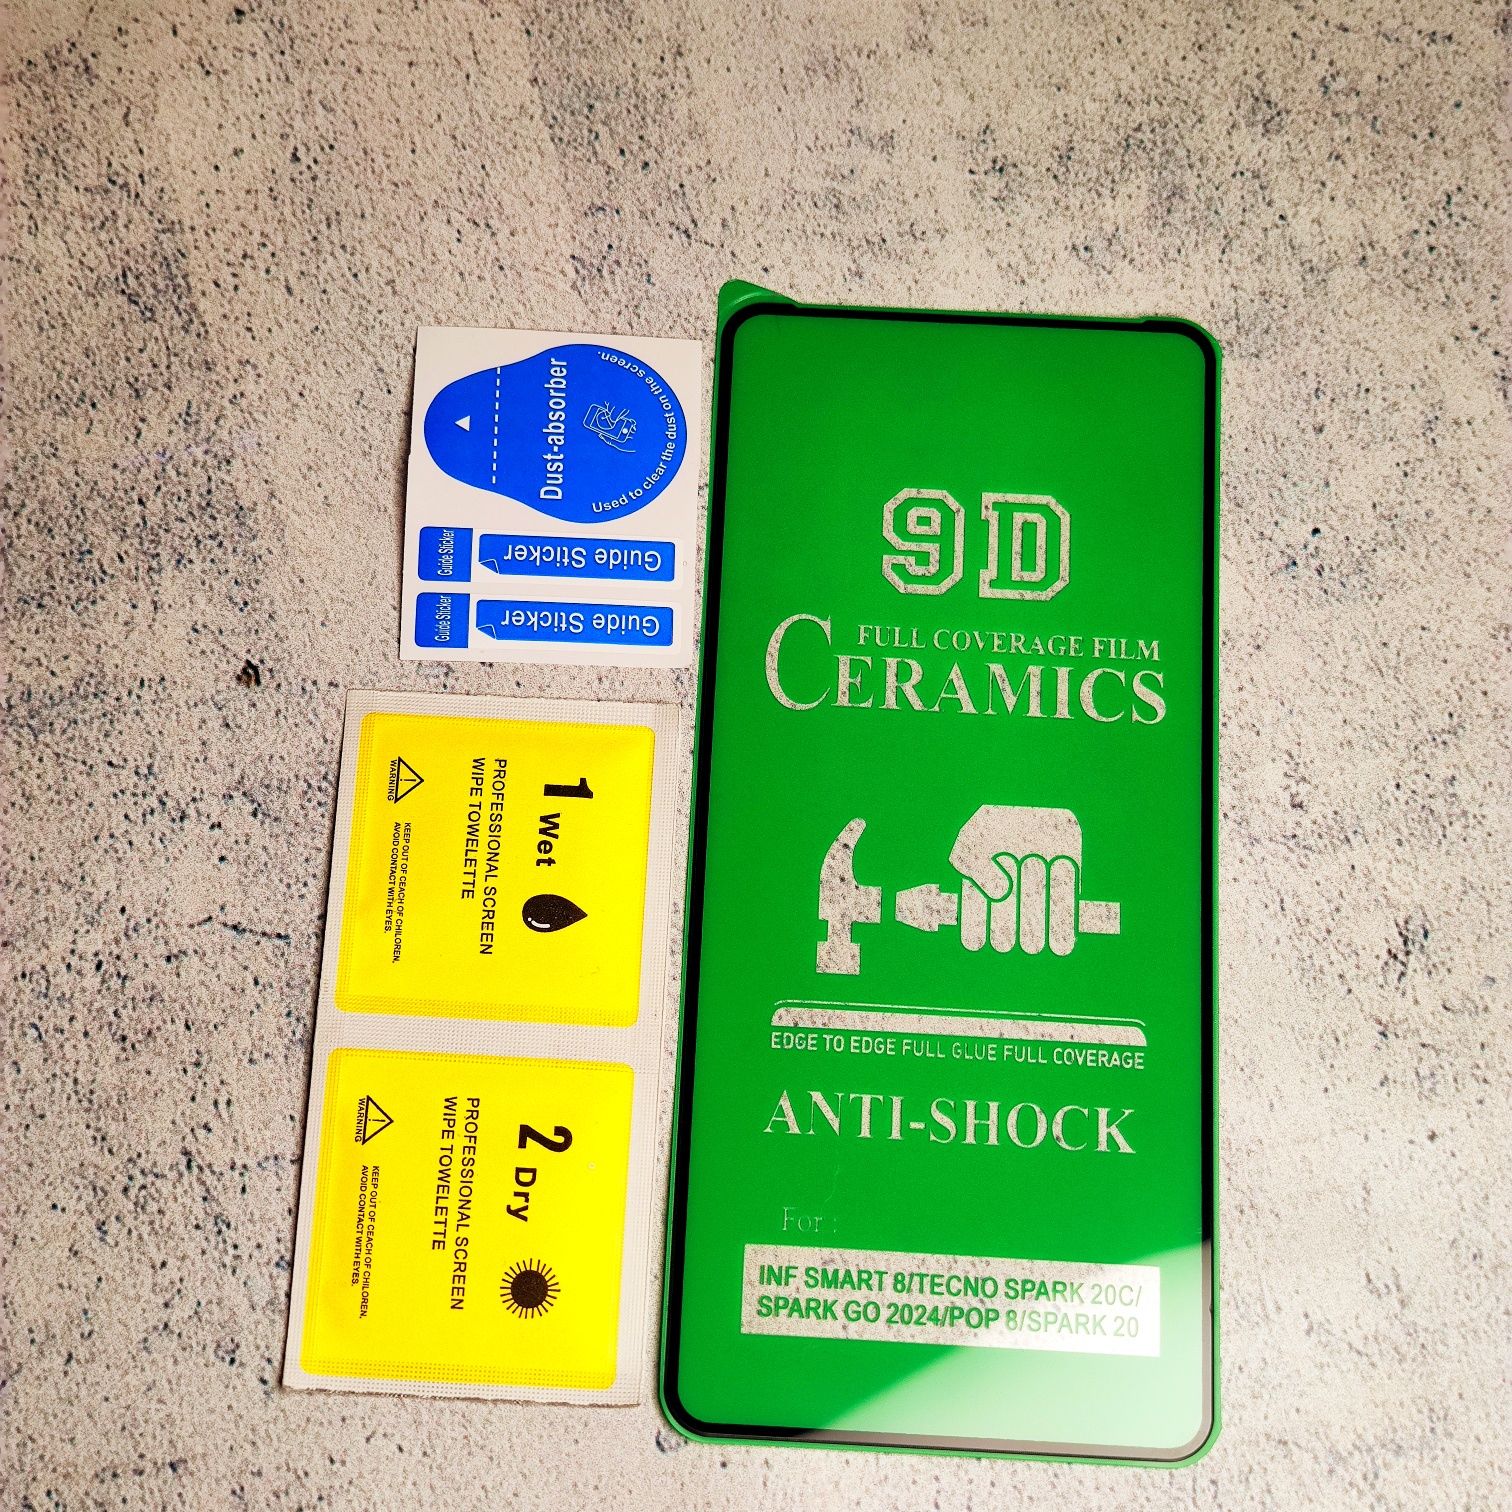 Dust-absorber
Used to clear the dust on the screen.
Guide Sticker
Guide Sticker
Guide Sticker
Guide Sticker
1 Wet
PROFESSIONAL SCREEN
WIPE TOWELETTE
WARNING
KEEP OUT OF CEACH OF CHILOREN,
AVOID CONTACT WITH EYES.
2 Dry
PROFESSIONAL SCREEN
WIPE TOWELETTE
WARNING
KEEP OUT OF CEACH OF CHILOREN,
AVOID CONTACT WITH EYES.
9D
FULL COVERAGE FILM
CERAMICS
EDGE TO EDGE FULL GLUE FULL COVERAGE
ANTI-SHOCK
For :
INF SMART 8/TECNO SPARK 20C/
SPARK GO 2024/POP 8/SPARK 20